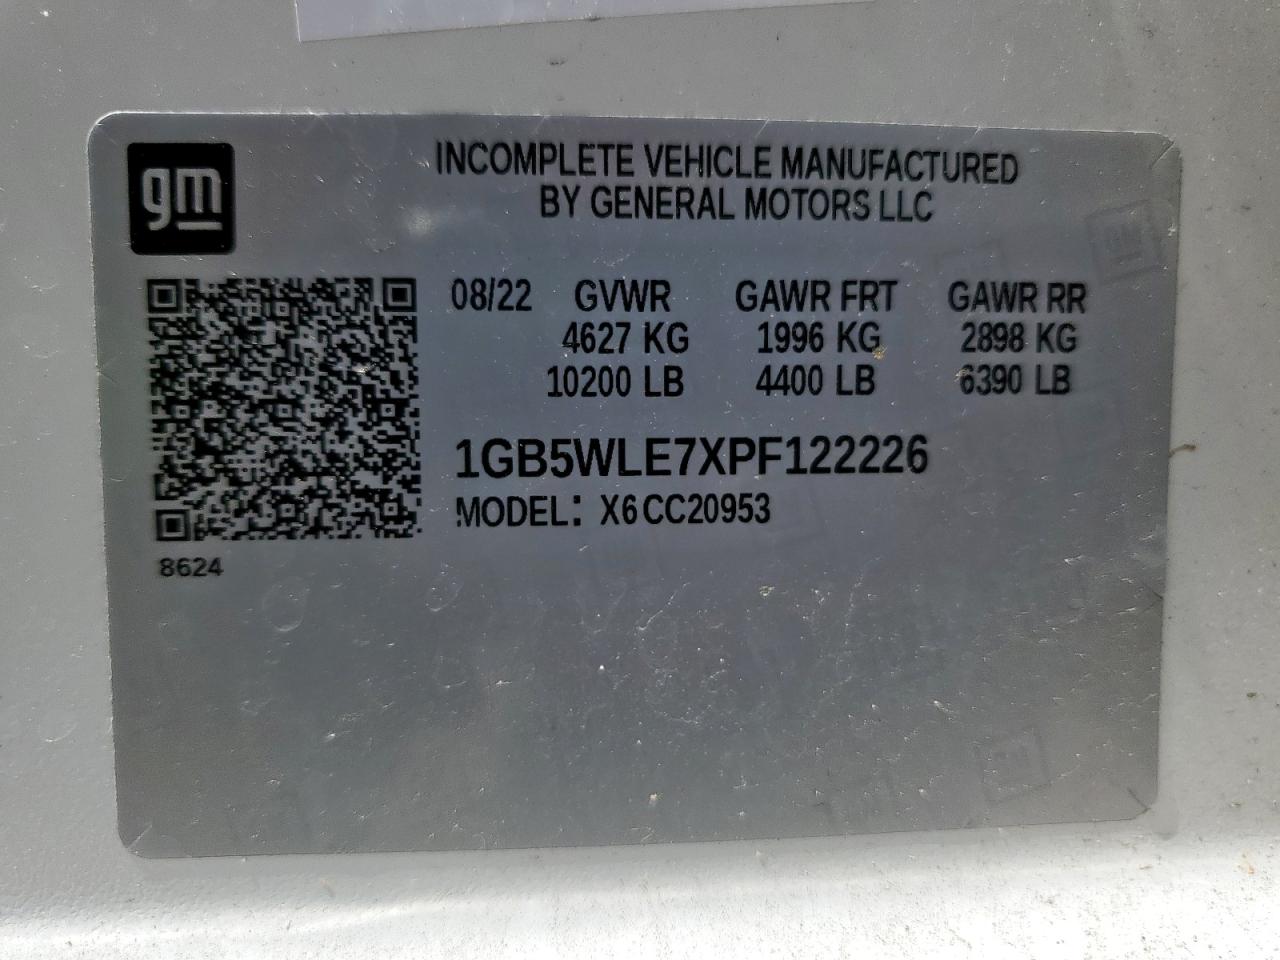 gm
INCOMPLETE VEHICLE MANUFACTURED
BY GENERAL MOTORS LLC
08/22 GVWR GAWR FRT GAWR RR
4627 KG 1996 KG 2898 KG
10200 LB 4400 LB 6390 LB
1GB5WLE7XPF122226
MODEL: X6CC20953
8624